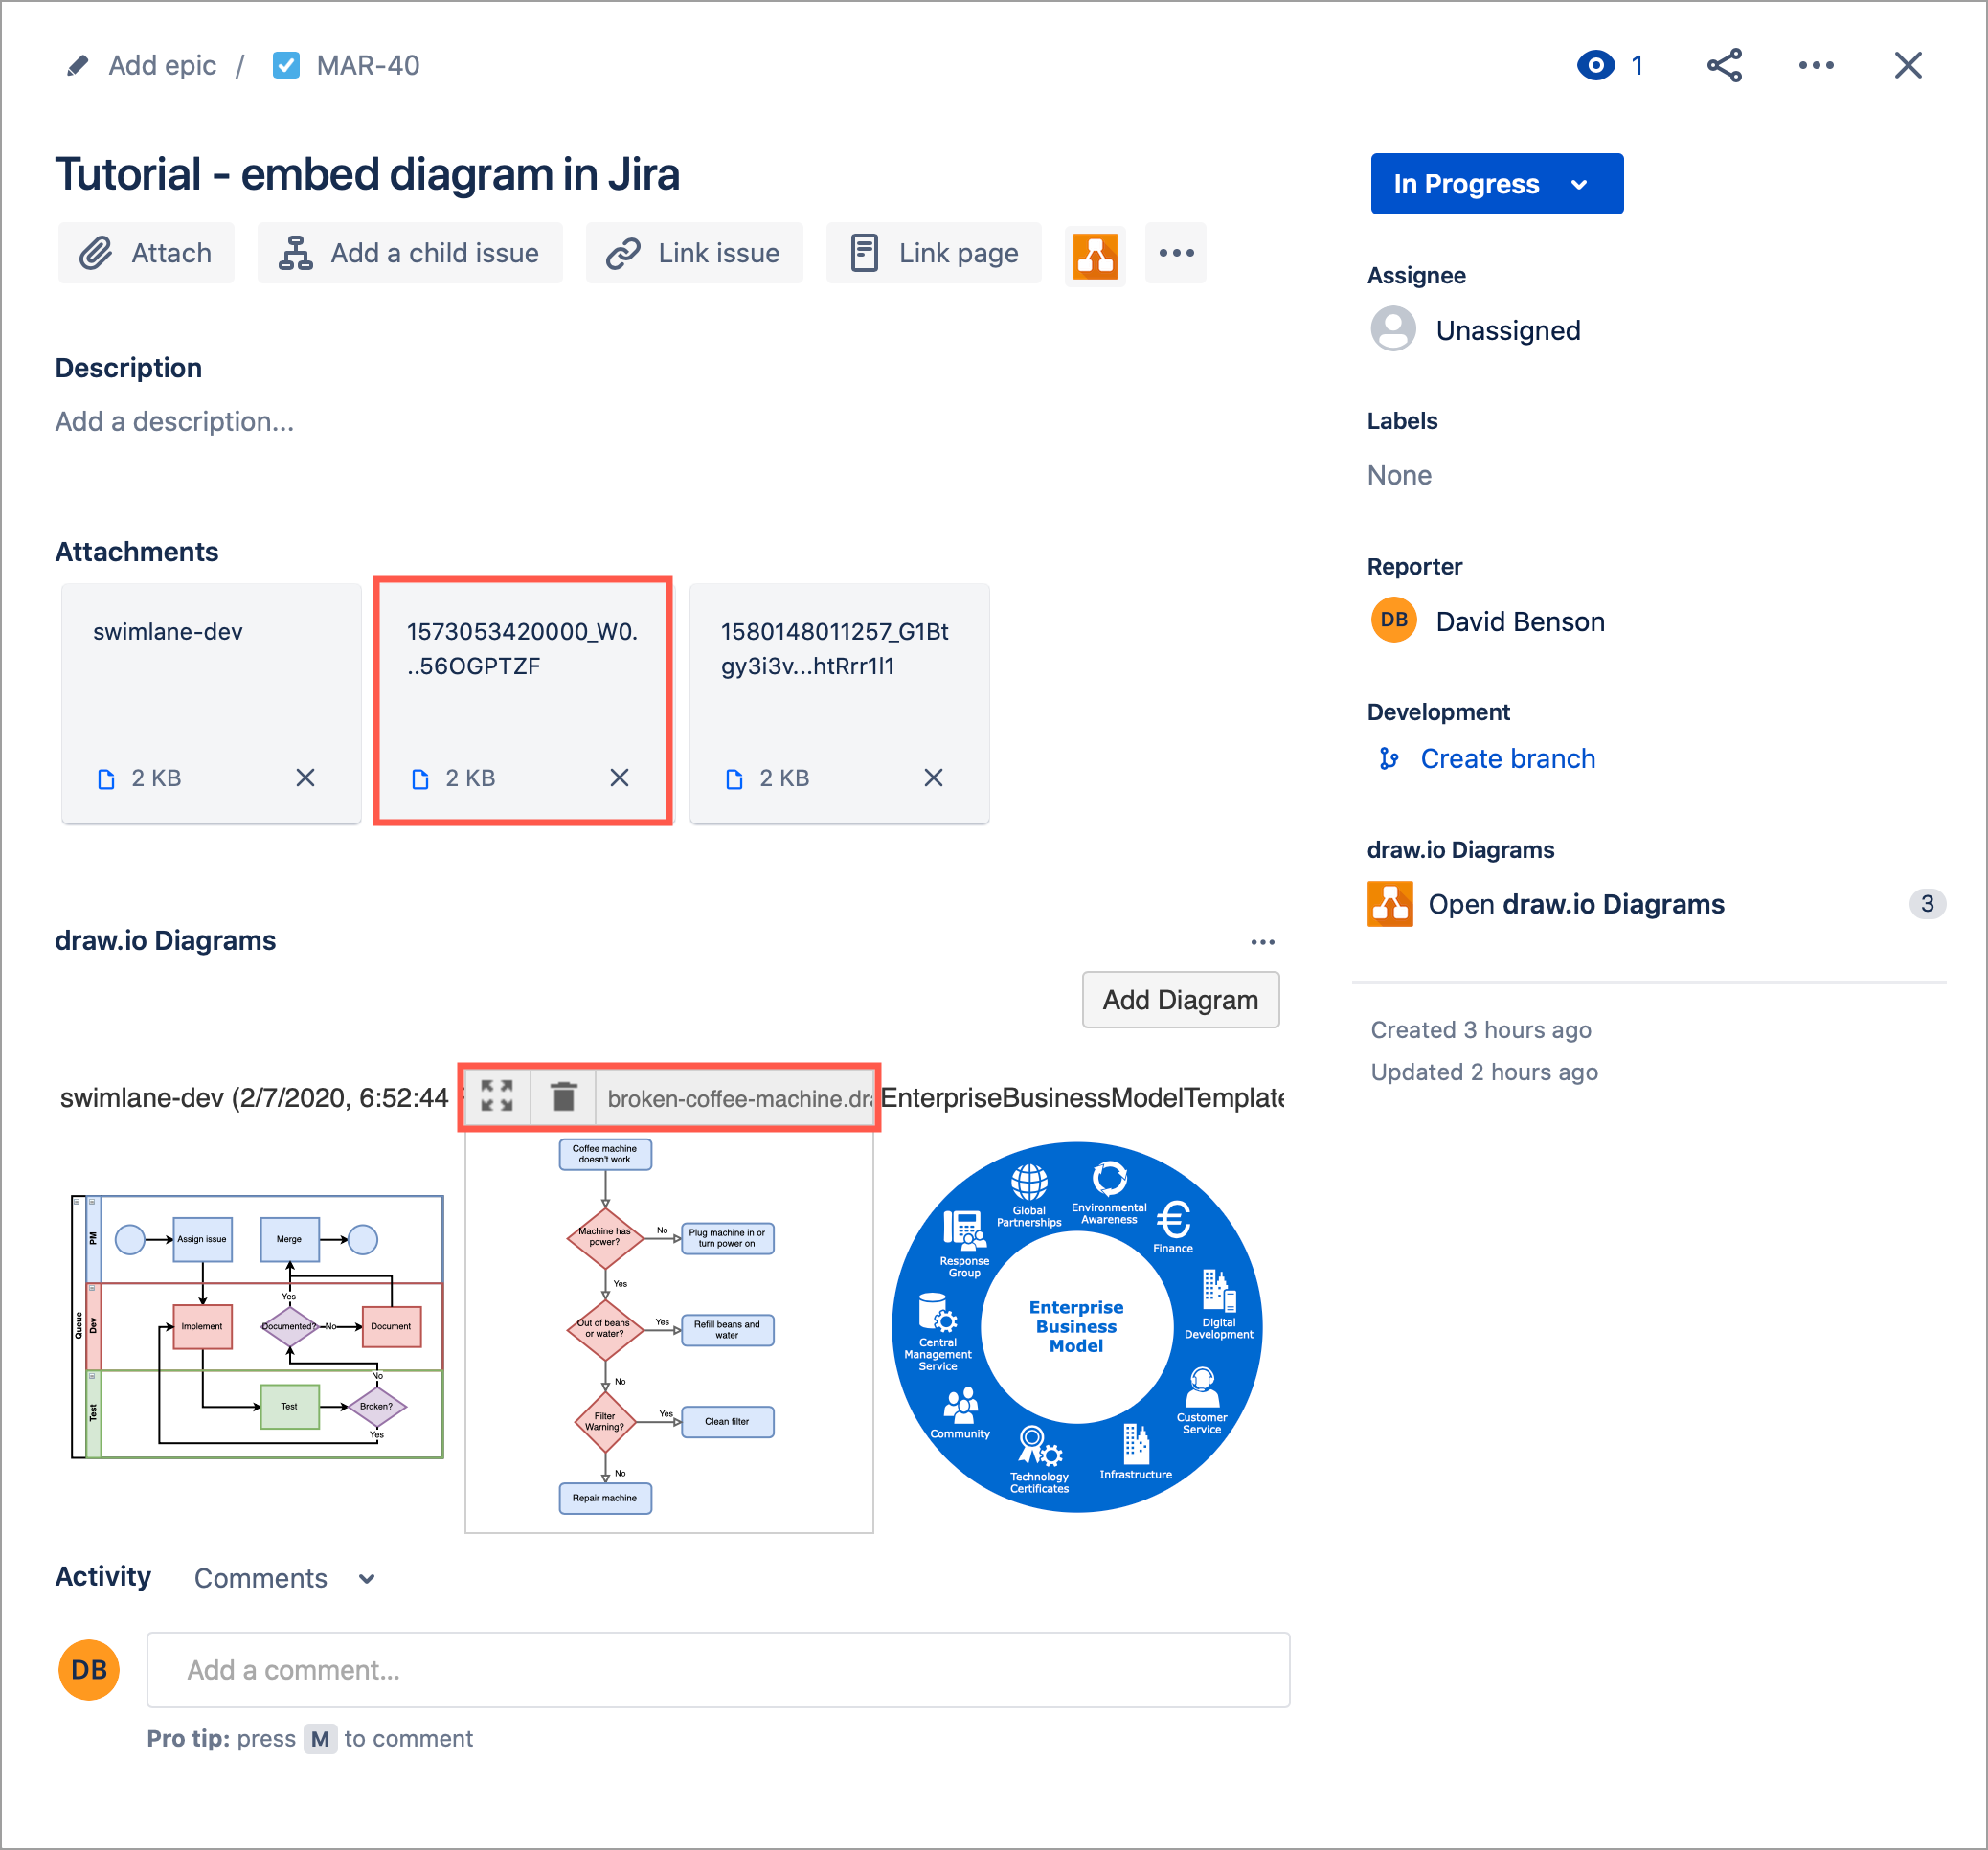 Add epic / MAR-40
1
Tutorial - embed diagram in Jira
Attach
Add a child issue
Link issue
Link page
Description
Add a description...
Attachments
swimlane-dev
2 KB
1573053420000_W0.
..56OGPTZF
2 KB
1580148011257_G1Bt
gy3i3v...htRrr1l1
2 KB
draw.io Diagrams
Add Diagram
swimlane-dev (2/7/2020, 6:52:44
Queue
PM
Assign issue
Merge
Dev
Implement
Yes
Documented?
No
Document
Test
Test
No
Broken?
Yes
broken-coffee-machine.dra
Coffee machine
doesn't work
Machine has
power?
No
Plug machine in or
turn power on
Yes
Out of beans
or water?
Yes
Refill beans and
water
No
Filter
Warning?
Yes
Clean filter
No
Repair machine
EnterpriseBusinessModelTemplate
Enterprise
Business
Model
Global
Partnerships
Environmental
Awareness
€
Finance
Digital
Development
Customer
Service
Infrastructure
Technology
Certificates
Community
Central
Management
Service
Response
Group
Activity
Comments
DB
Add a comment...
Pro tip: press M to comment
In Progress
Assignee
Unassigned
Labels
None
Reporter
DB
David Benson
Development
Create branch
draw.io Diagrams
Open draw.io Diagrams
3
Created 3 hours ago
Updated 2 hours ago